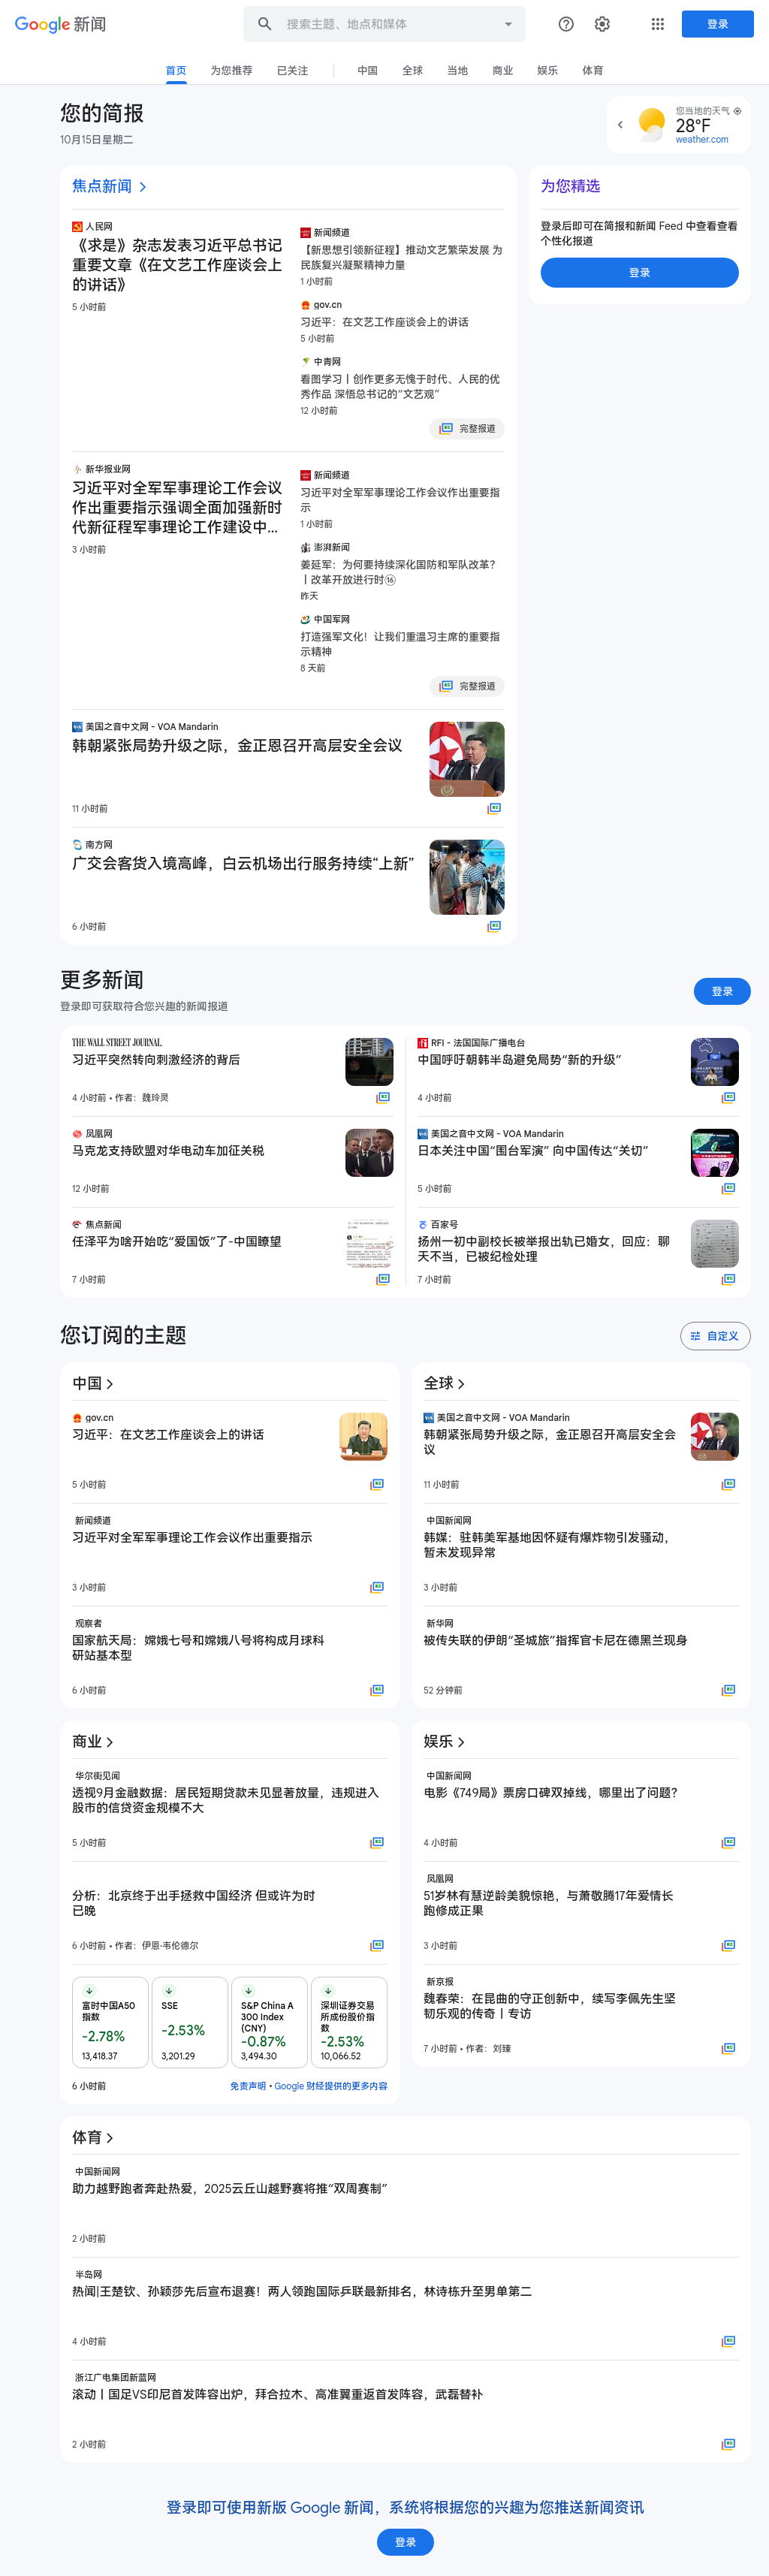 Google 新闻
搜索主题、地点和媒体
登录
首页
为您推荐
已关注
中国
全球
当地
商业
娱乐
体育
您的简报
10月15日星期二
您当地的天气
28°F
weather.com
焦点新闻
人民网
《求是》杂志发表习近平总书记
重要文章《在文艺工作座谈会上
的讲话》
5 小时前
新闻频道
【新思想引领新征程】推动文艺繁荣发展 为
民族复兴凝聚精神力量
1 小时前
gov.cn
习近平：在文艺工作座谈会上的讲话
5 小时前
中青网
看图学习丨创作更多无愧于时代、人民的优
秀作品 深悟总书记的“文艺观”
12 小时前
完整报道
新华报业网
习近平对全军军事理论工作会议
作出重要指示强调全面加强新时
代新征程军事理论工作建设中...
3 小时前
新闻频道
习近平对全军军事理论工作会议作出重要指
示
1 小时前
澎湃新闻
姜延军：为何要持续深化国防和军队改革？
丨改革开放进行时⑯
昨天
中国军网
打造强军文化！让我们重温习主席的重要指
示精神
8 天前
完整报道
美国之音中文网 - VOA Mandarin
韩朝紧张局势升级之际，金正恩召开高层安全会议
11 小时前
南方网
广交会客货入境高峰，白云机场出行服务持续“上新”
6 小时前
为您精选
登录后即可在简报和新闻 Feed 中查看查看
个性化报道
登录
更多新闻
登录即可获取符合您兴趣的新闻报道
登录
THE WALL STREET JOURNAL.
习近平突然转向刺激经济的背后
4 小时前 • 作者：魏玲灵
RFI - 法国国际广播电台
中国呼吁朝韩半岛避免局势“新的升级”
4 小时前
凤凰网
马克龙支持欧盟对华电动车加征关税
12 小时前
美国之音中文网 - VOA Mandarin
日本关注中国“围台军演” 向中国传达“关切”
5 小时前
焦点新闻
任泽平为啥开始吃“爱国饭”了-中国瞭望
7 小时前
百家号
扬州一初中副校长被举报出轨已婚女，回应：聊
天不当，已被纪检处理
7 小时前
您订阅的主题
自定义
中国
gov.cn
习近平：在文艺工作座谈会上的讲话
5 小时前
新闻频道
习近平对全军军事理论工作会议作出重要指示
3 小时前
观察者
国家航天局：嫦娥七号和嫦娥八号将构成月球科
研站基本型
6 小时前
全球
美国之音中文网 - VOA Mandarin
韩朝紧张局势升级之际，金正恩召开高层安全会
议
11 小时前
中国新闻网
韩媒：驻韩美军基地因怀疑有爆炸物引发骚动，
暂未发现异常
3 小时前
新华网
被传失联的伊朗“圣城旅”指挥官卡尼在德黑兰现身
52 分钟前
商业
华尔街见闻
透视9月金融数据：居民短期贷款未见显著放量，违规进入
股市的信贷资金规模不大
5 小时前
分析：北京终于出手拯救中国经济 但或许为时
已晚
6 小时前 • 作者：伊恩·韦伦德尔
富时中国A50
指数
-2.78%
13,418.37
SSE
-2.53%
3,201.29
S&P China A
300 Index
(CNY)
-0.87%
3,494.30
深圳证券交易
所成份股价指
数
-2.53%
10,066.52
6 小时前
免责声明 • Google 财经提供的更多内容
娱乐
中国新闻网
电影《749局》票房口碑双掉线，哪里出了问题？
4 小时前
凤凰网
51岁林有慧逆龄美貌惊艳，与萧敬腾17年爱情长
跑修成正果
3 小时前
新京报
魏春荣：在昆曲的守正创新中，续写李佩先生坚
韧乐观的传奇丨专访
7 小时前 • 作者：刘臻
体育
中国新闻网
助力越野跑者奔赴热爱，2025云丘山越野赛将推“双周赛制”
2 小时前
半岛网
热闻|王楚钦、孙颖莎先后宣布退赛！两人领跑国际乒联最新排名，林诗栋升至男单第二
4 小时前
浙江广电集团新蓝网
滚动丨国足VS印尼首发阵容出炉，拜合拉木、高准翼重返首发阵容，武磊替补
2 小时前
登录即可使用新版 Google 新闻，系统将根据您的兴趣为您推送新闻资讯
登录